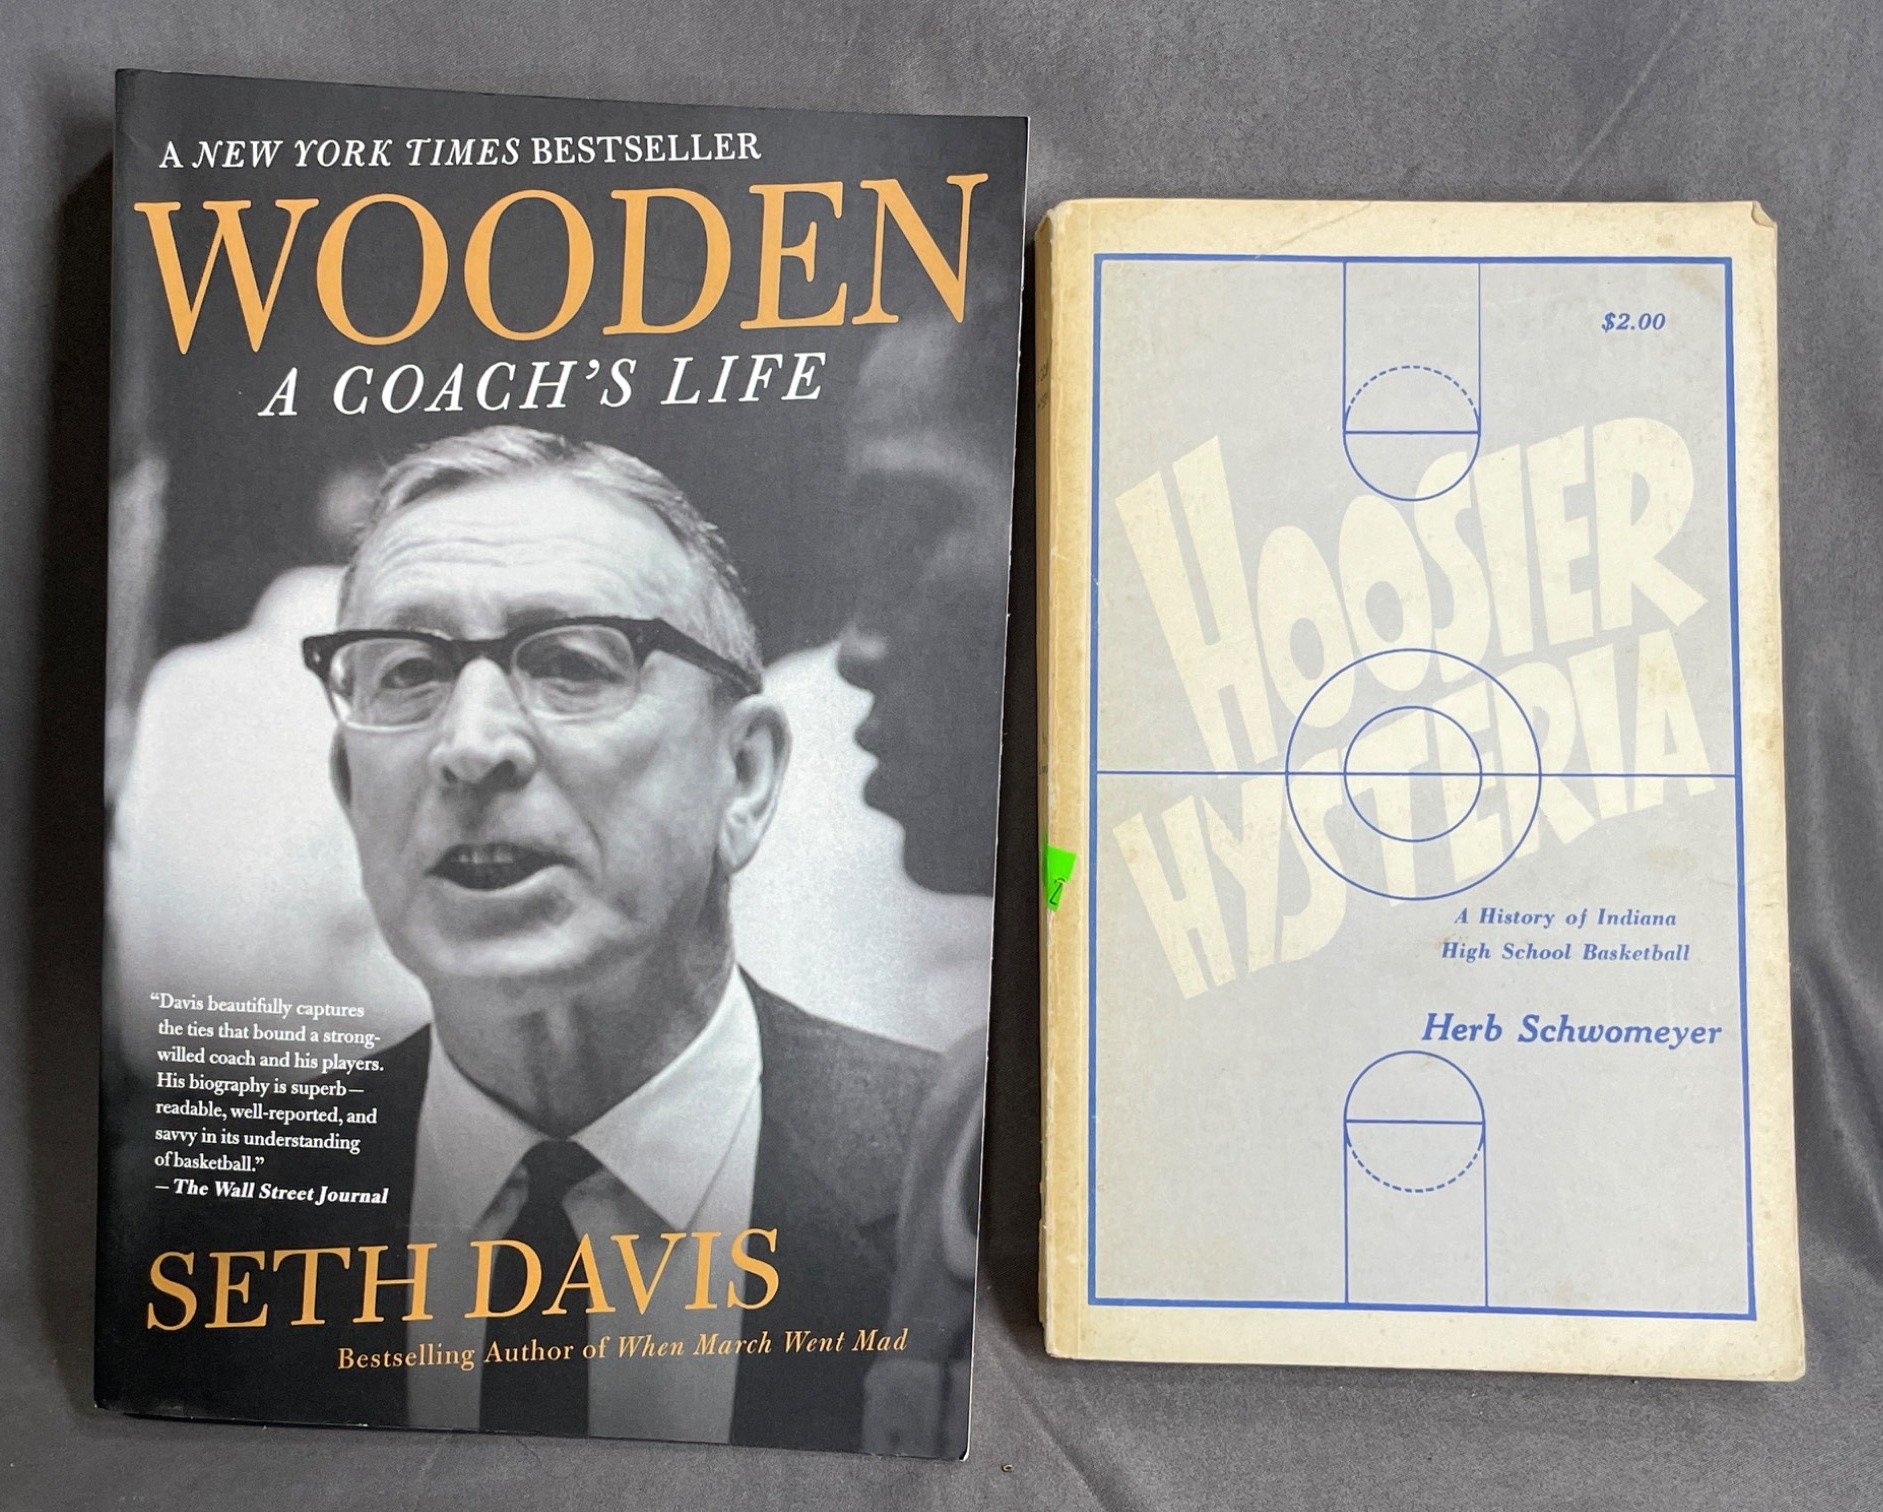 A NEW YORK TIMES BESTSELLER
WOODEN
A COACH'S LIFE
“Davis beautifully captures
the ties that bound a strong-
willed coach and his players.
His biography is superb—
readable, well-reported, and
savvy in its understanding
of basketball.”
— The Wall Street Journal
SETH DAVIS
Bestselling Author of When March Went Mad
$2.00
HOOSIER
HYSTERIA
A History of Indiana
High School Basketball
Herb Schwomeyer